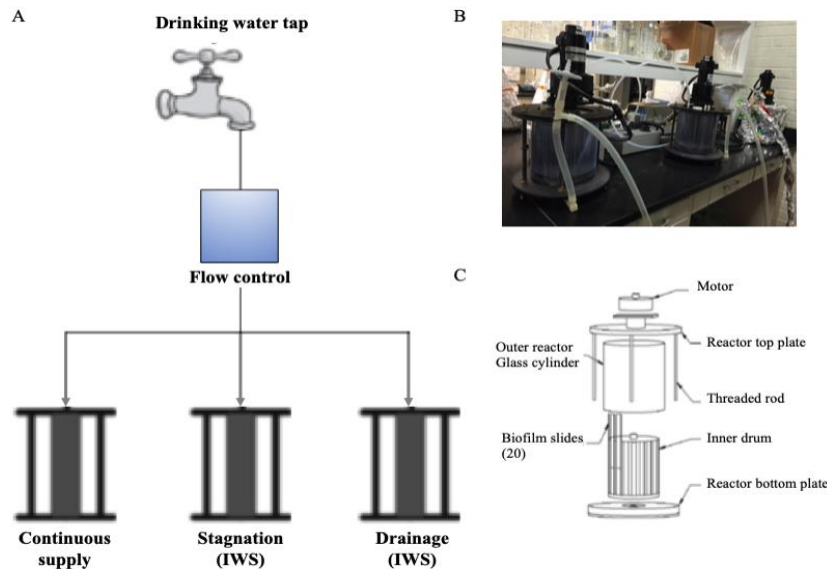 A
Drinking water tap
Flow control
Continuous
supply
Stagnation
(IWS)
Drainage
(IWS)
B
C
Motor
Reactor top plate
Outer reactor
Glass cylinder
Threaded rod
Biofilm slides
(20)
Inner drum
Reactor bottom plate